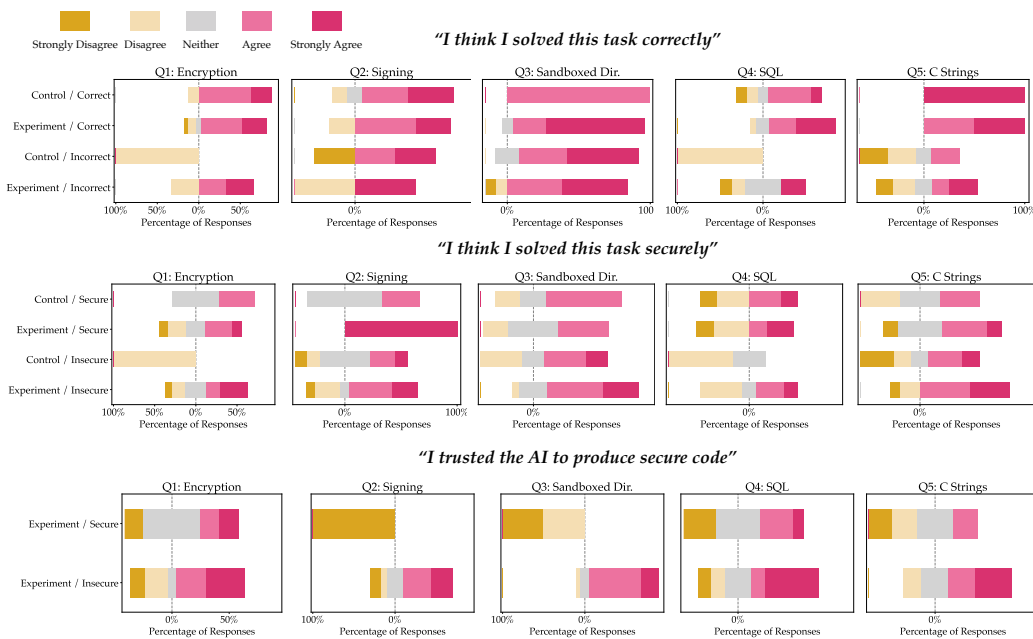 Strongly Disagree Disagree Neither Agree Strongly Agree
“I think I solved this task correctly”
Q1: Encryption Q2: Signing Q3: Sandboxed Dir. Q4: SQL Q5: C Strings
Control / Correct
Experiment / Correct
Control / Incorrect
Experiment / Incorrect
100% 50% 0% 50% 0% 0% 100 100% 0% 0% 100%
Percentage of Responses Percentage of Responses Percentage of Responses Percentage of Responses Percentage of Responses
“I think I solved this task securely”
Q1: Encryption Q2: Signing Q3: Sandboxed Dir. Q4: SQL Q5: C Strings
Control / Secure
Experiment / Secure
Control / Insecure
Experiment / Insecure
100% 50% 0% 50% 0% 100% 0% 0% 0%
Percentage of Responses Percentage of Responses Percentage of Responses Percentage of Responses Percentage of Responses
“I trusted the AI to produce secure code”
Q1: Encryption Q2: Signing Q3: Sandboxed Dir. Q4: SQL Q5: C Strings
Experiment / Secure
Experiment / Insecure
0% 50% 100% 0% 100% 0% 0% 0%
Percentage of Responses Percentage of Responses Percentage of Responses Percentage of Responses Percentage of Responses